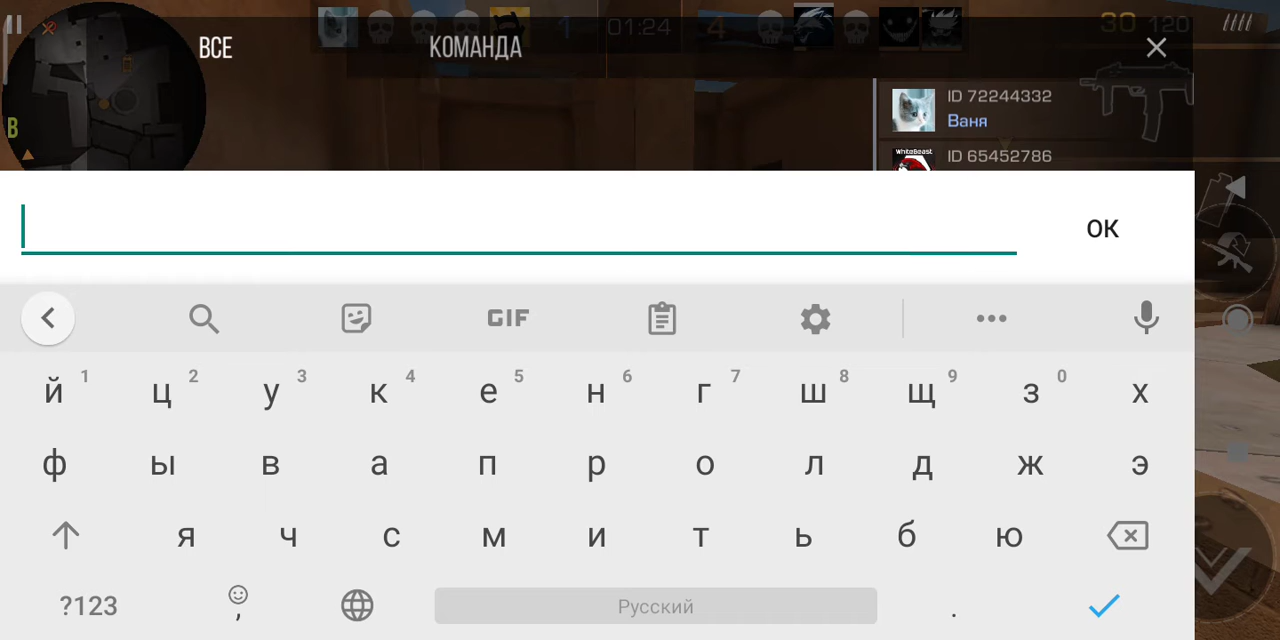 1 01:24 4 30 120
ВСЕ КОМАНДА
ID 72244332
Ваня
B
WhiteBeast
ID 65452786
ОК
GIF
й 1 ц 2 у 3 к 4 е 5 н 6 г 7 ш 8 щ 9 з 0 х
ф ы в а п р о л д ж э
я ч с м и т ь б ю
?123 , Русский .